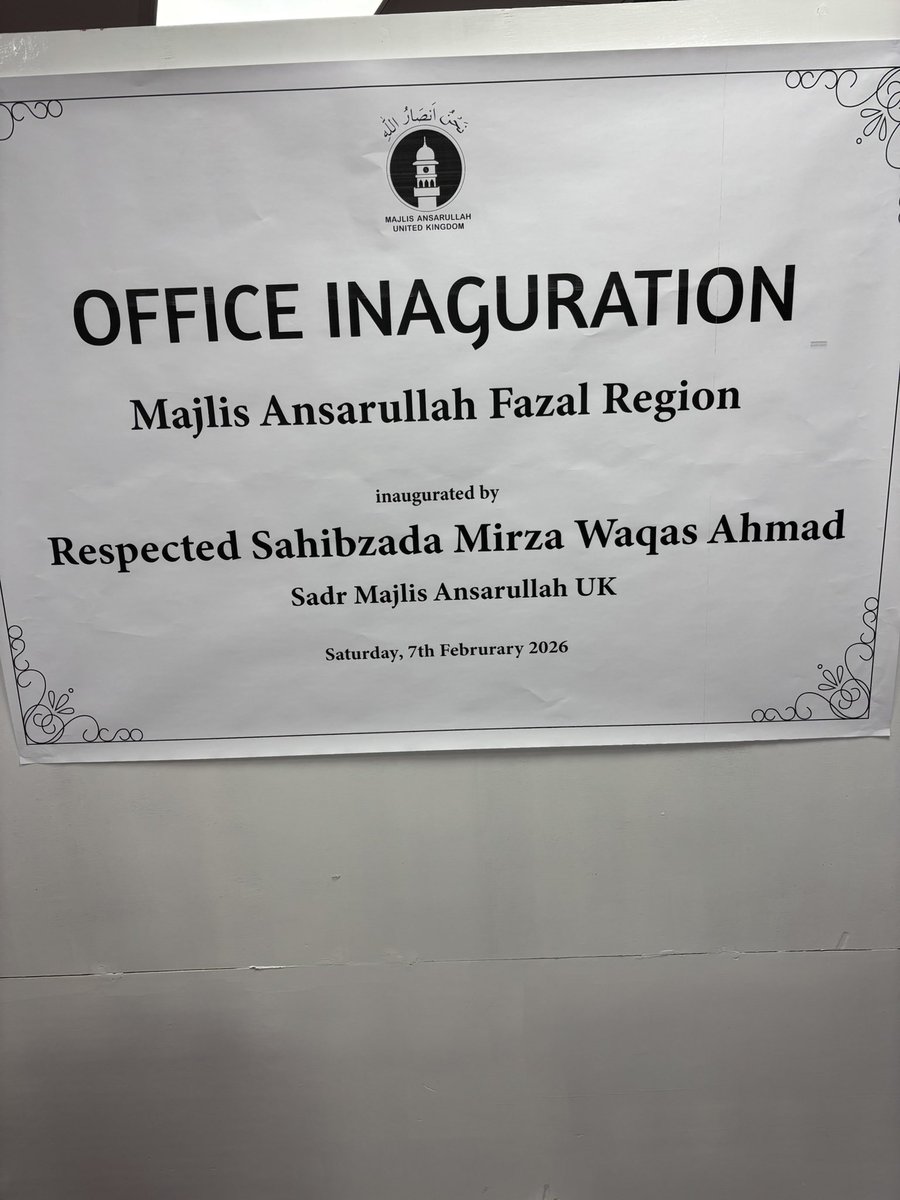 نَحْنُ أَنصَارُ اللَّهِ
MAJLIS ANSARULLAH
UNITED KINGDOM
OFFICE INAGURATION
Majlis Ansarullah Fazal Region
inaugurated by
Respected Sahibzada Mirza Waqas Ahmad
Sadr Majlis Ansarullah UK
Saturday, 7th Februrary 2026